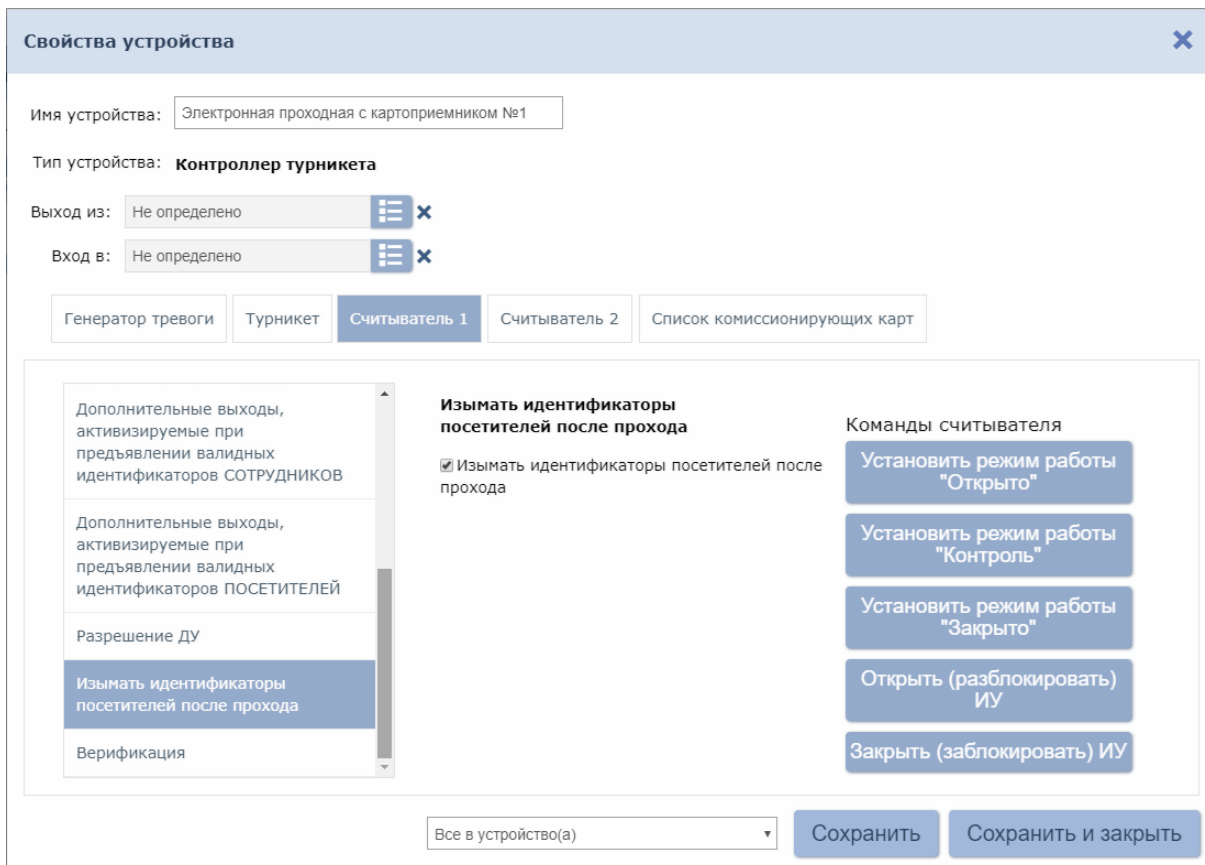 Свойства устройства
Имя устройства: Электронная проходная с картоприемником №1
Тип устройства: Контроллер турникета
Выход из: Не определено
Вход в: Не определено
Генератор тревоги Турникет Считыватель 1 Считыватель 2 Список комиссионирующих карт
Дополнительные выходы,
активизируемые при
предъявлении валидных
идентификаторов СОТРУДНИКОВ
Дополнительные выходы,
активизируемые при
предъявлении валидных
идентификаторов ПОСЕТИТЕЛЕЙ
Разрешение ДУ
Изымать идентификаторы
посетителей после прохода
Верификация
Изымать идентификаторы
посетителей после прохода
Изымать идентификаторы посетителей после
прохода
Команды считывателя
Установить режим работы
"Открыто"
Установить режим работы
"Контроль"
Установить режим работы
"Закрыто"
Открыть (разблокировать)
ИУ
Закрыть (заблокировать) ИУ
Все в устройство(а)
Сохранить
Сохранить и закрыть